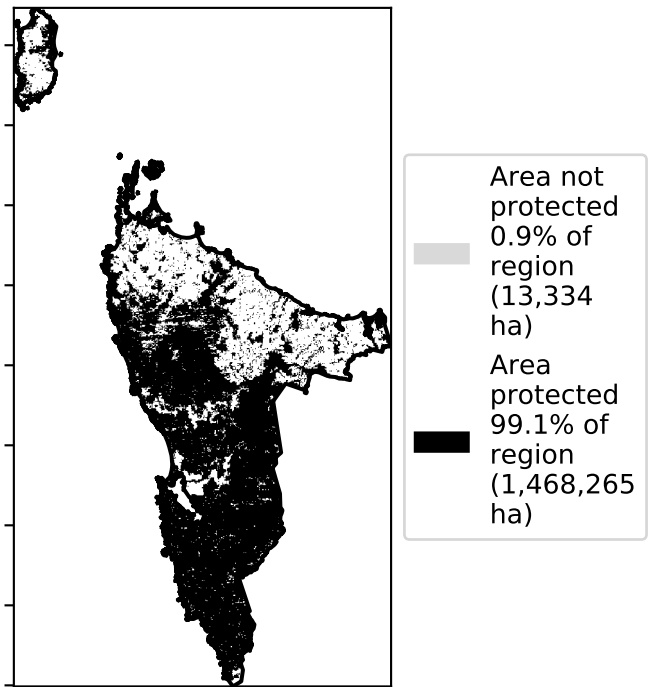 Area not
protected
0.9% of
region
(13,334
ha)
Area
protected
99.1% of
region
(1,468,265
ha)